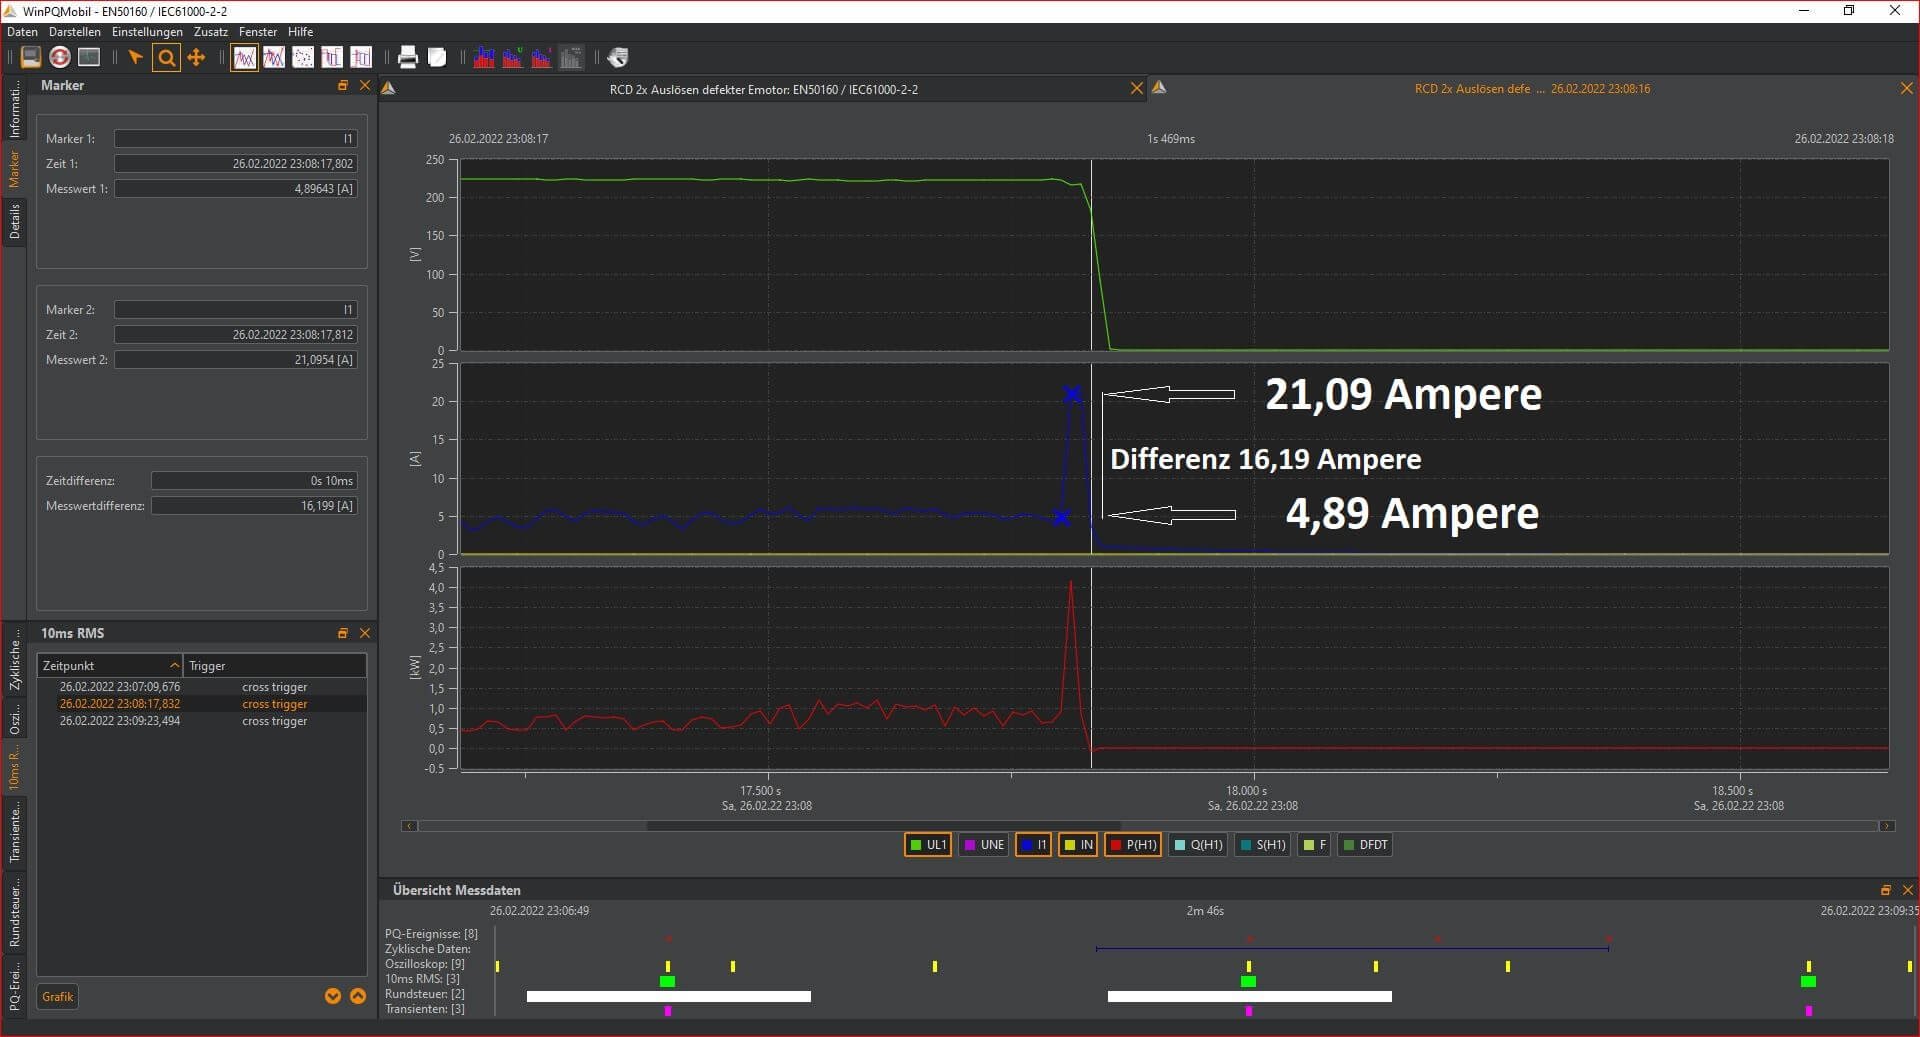 WinPQMobil - EN50160 / IEC61000-2-2
Daten Darstellen Einstellungen Zusatz Fenster Hilfe
Informati...
Marker
Details
Marker
Marker 1: I1
Zeit 1: 26.02.2022 23:08:17,802
Messwert 1: 4,89643 [A]
Marker 2: I1
Zeit 2: 26.02.2022 23:08:17,812
Messwert 2: 21,0954 [A]
Zeitdifferenz: 0s 10ms
Messwertdifferenz: 16,199 [A]
Zyklische...
Oszi...
10ms R...
Transiente...
Rundsteuer...
PQ-Erei...
10ms RMS
Zeitpunkt Trigger
26.02.2022 23:07:09,676 cross trigger
26.02.2022 23:08:17,832 cross trigger
26.02.2022 23:09:23,494 cross trigger
Grafik
RCD 2x Auslösen defekter Emotor: EN50160 / IEC61000-2-2
RCD 2x Auslösen defe ... 26.02.2022 23:08:16
26.02.2022 23:08:17 1s 469ms 26.02.2022 23:08:18
250
200
150
[V]
100
50
0
25
20
15
[A]
10
5
0
21,09 Ampere
Differenz 16,19 Ampere
4,89 Ampere
4,5
4,0
3,5
3,0
2,5
[kW]
2,0
1,5
1,0
0,5
0,0
-0.5
17.500 s 18.000 s 18.500 s
Sa, 26.02.22 23:08 Sa, 26.02.22 23:08 Sa, 26.02.22 23:08
UL1 UNE I1 IN P(H1) Q(H1) S(H1) F DFDT
Übersicht Messdaten
26.02.2022 23:06:49 2m 46s 26.02.2022 23:09:35
PQ-Ereignisse: [8]
Zyklische Daten:
Oszilloskop: [9]
10ms RMS: [3]
Rundsteuer: [2]
Transienten: [3]